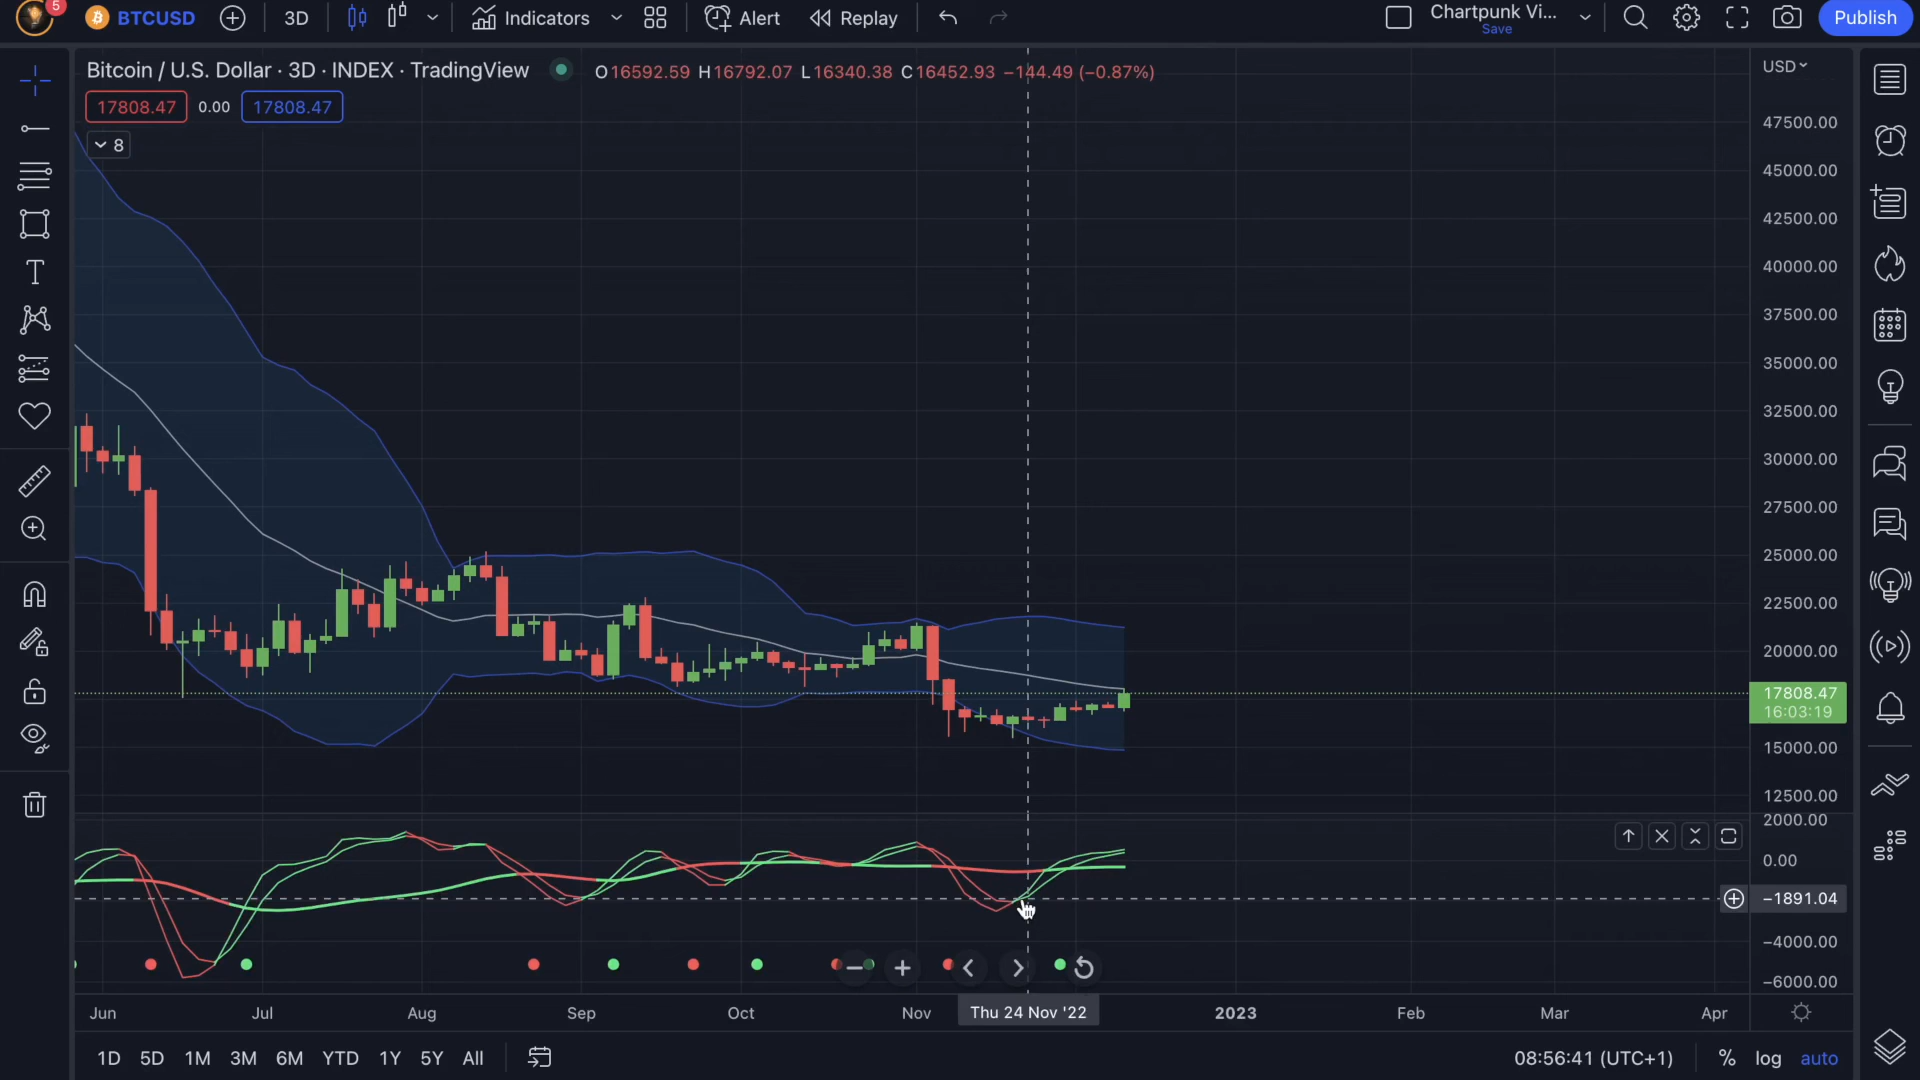 5
BTCUSD
3D
Indicators
Alert
Replay
Chartpunk Vi...
Save
Publish
Bitcoin / U.S. Dollar · 3D · INDEX · TradingView
O16592.59 H16792.07 L16340.38 C16452.93 −144.49 (−0.87%)
17808.47 0.00 17808.47
8
USD
47500.00
45000.00
42500.00
40000.00
37500.00
35000.00
32500.00
30000.00
27500.00
25000.00
22500.00
20000.00
17808.47
16:03:19
15000.00
12500.00
2000.00
0.00
−1891.04
−4000.00
−6000.00
Jun Jul Aug Sep Oct Nov Thu 24 Nov '22 2023 Feb Mar Apr
1D 5D 1M 3M 6M YTD 1Y 5Y All
08:56:41 (UTC+1) % log auto